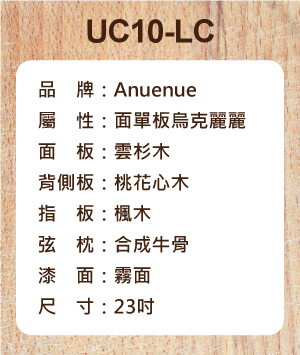 UC10-LC
品　牌：Anuenue
屬　性：面單板烏克麗麗
面　板：雲杉木
背側板：桃花心木
指　板：楓木
弦　枕：合成牛骨
漆　面：霧面
尺　寸：23吋